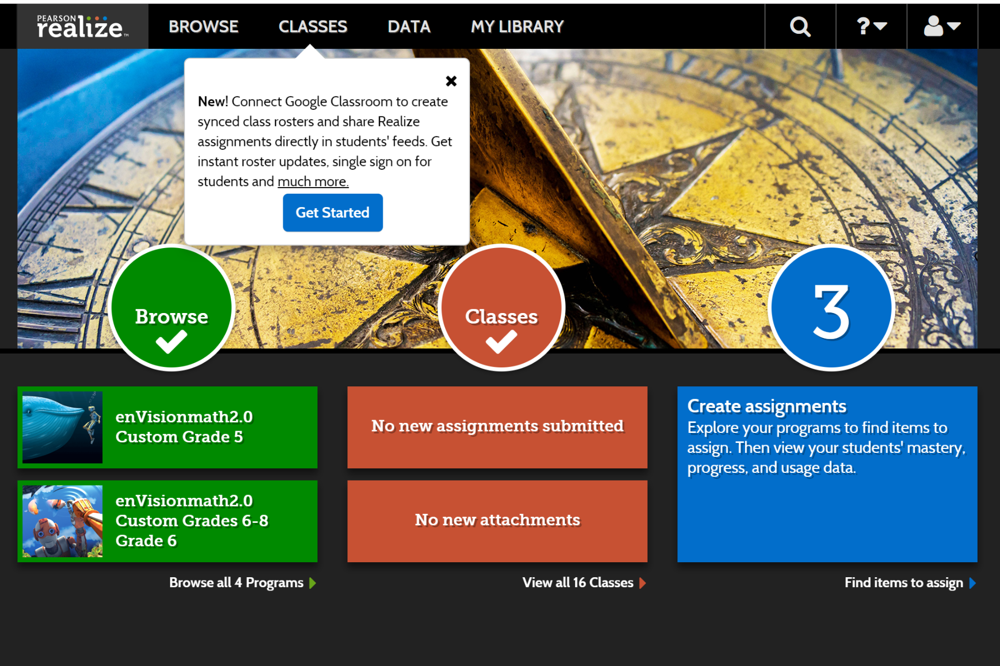 PEARSON
realize™
BROWSE
CLASSES
DATA
MY LIBRARY
?
New! Connect Google Classroom to create
synced class rosters and share Realize
assignments directly in students' feeds. Get
instant roster updates, single sign on for
students and much more.
Get Started
Browse
Classes
3
enVisionmath2.0
Custom Grade 5
enVisionmath2.0
Custom Grades 6-8
Grade 6
Browse all 4 Programs
No new assignments submitted
No new attachments
View all 16 Classes
Create assignments
Explore your programs to find items to
assign. Then view your students' mastery,
progress, and usage data.
Find items to assign